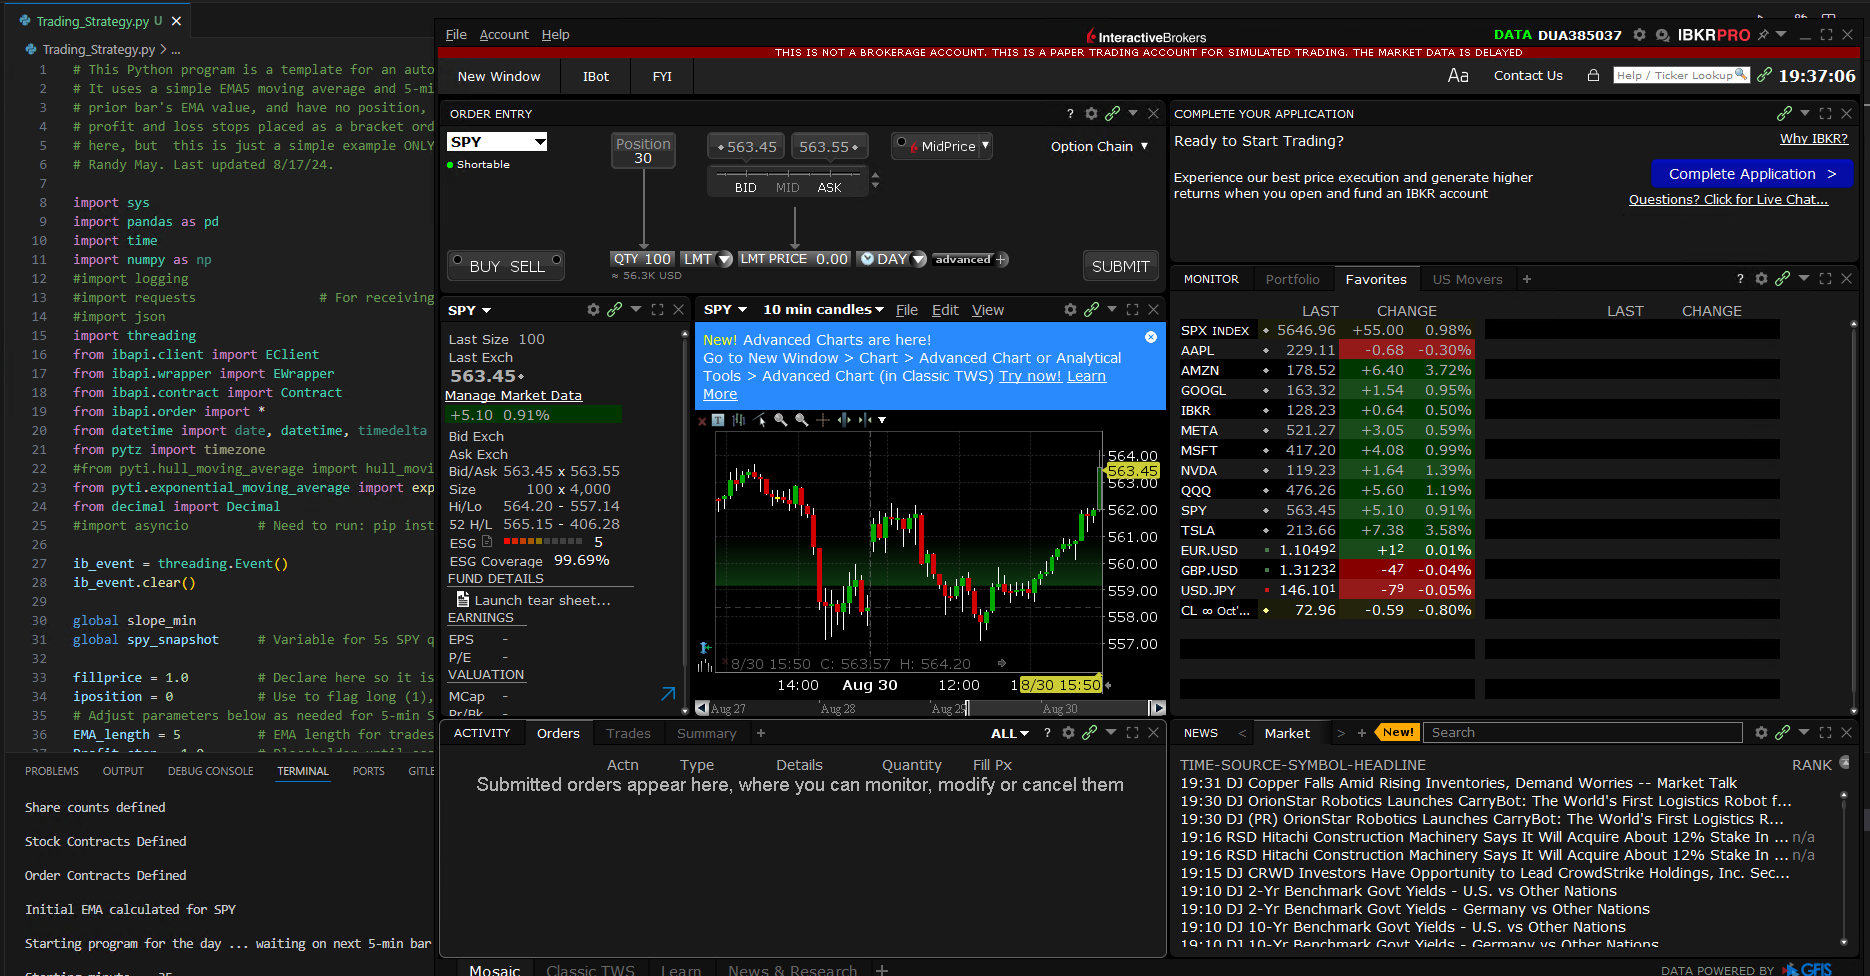 Trading_Strategy.py U
Trading_Strategy.py > ...
1 # This Python program is a template for an auto
2 # It uses a simple EMA5 moving average and 5-mi
3 # prior bar's EMA value, and have no position,
4 # profit and loss stops placed as a bracket ord
5 # here, but  this is just a simple example ONLY
6 # Randy May. Last updated 8/17/24.
7
8 import sys
9 import pandas as pd
10 import time
11 import numpy as np
12 #import logging
13 #import requests # For receiving
14 #import json
15 import threading
16 from ibapi.client import EClient
17 from ibapi.wrapper import EWrapper
18 from ibapi.contract import Contract
19 from ibapi.order import *
20 from datetime import date, datetime, timedelta
21 from pytz import timezone
22 #from pyti.hull_moving_average import hull_movi
23 from pyti.exponential_moving_average import exp
24 from decimal import Decimal
25 #import asyncio # Need to run: pip inst
26
27 ib_event = threading.Event()
28 ib_event.clear()
29
30 global slope_min
31 global spy_snapshot # Variable for 5s SPY q
32
33 fillprice = 1.0 # Declare here so it is
34 iposition = 0 # Use to flag long (1),
35 # Adjust parameters below as needed for 5-min S
36 EMA_length = 5 # EMA length for trades
PROBLEMS OUTPUT DEBUG CONSOLE TERMINAL PORTS GITLE
Share counts defined
Stock Contracts Defined
Order Contracts Defined
Initial EMA calculated for SPY
Starting program for the day ... waiting on next 5-min bar
File Account Help
InteractiveBrokers
DATA DUA385037 IBKRPRO
THIS IS NOT A BROKERAGE ACCOUNT. THIS IS A PAPER TRADING ACCOUNT FOR SIMULATED TRADING. THE MARKET DATA IS DELAYED
New Window IBot FYI
Aa Contact Us Help / Ticker Lookup 19:37:06
ORDER ENTRY ?
SPY
Shortable
Position
30
563.45 563.55 MidPrice Option Chain
BID MID ASK
BUY SELL QTY 100 LMT LMT PRICE 0.00 DAY advanced + SUBMIT
≈ 56.3K USD
COMPLETE YOUR APPLICATION
Ready to Start Trading? Why IBKR?
Experience our best price execution and generate higher
returns when you open and fund an IBKR account
Complete Application >
Questions? Click for Live Chat...
SPY
Last Size 100
Last Exch
563.45
Manage Market Data
+5.10 0.91%
Bid Exch
Ask Exch
Bid/Ask 563.45 x 563.55
Size 100 x 4,000
Hi/Lo 564.20 - 557.14
52 H/L 565.15 - 406.28
ESG 5
ESG Coverage 99.69%
FUND DETAILS
Launch tear sheet...
EARNINGS
EPS -
P/E -
VALUATION
MCap -
Pr/Bk
SPY 10 min candles File Edit View
New! Advanced Charts are here!
Go to New Window > Chart > Advanced Chart or Analytical
Tools > Advanced Chart (in Classic TWS) Try now! Learn
More
564.00
563.45
563.00
562.00
561.00
560.00
559.00
558.00
557.00
8/30 15:50 C: 563.57 H: 564.20
14:00 Aug 30 12:00 1 8/30 15:50
Aug 27 Aug 28 Aug 29 Aug 30
MONITOR Portfolio Favorites US Movers + ?
LAST CHANGE LAST CHANGE
SPX INDEX 5646.96 +55.00 0.98%
AAPL 229.11 -0.68 -0.30%
AMZN 178.52 +6.40 3.72%
GOOGL 163.32 +1.54 0.95%
IBKR 128.23 +0.64 0.50%
META 521.27 +3.05 0.59%
MSFT 417.20 +4.08 0.99%
NVDA 119.23 +1.64 1.39%
QQQ 476.26 +5.60 1.19%
SPY 563.45 +5.10 0.91%
TSLA 213.66 +7.38 3.58%
EUR.USD 1.1049² +1² 0.01%
GBP.USD 1.3123² -47 -0.04%
USD.JPY 146.10¹ -7⁹ -0.05%
CL ∞ Oct'... 72.96 -0.59 -0.80%
ACTIVITY Orders Trades Summary + ALL ?
Actn Type Details Quantity Fill Px
Submitted orders appear here, where you can monitor, modify or cancel them
NEWS < Market > + New! Search
TIME-SOURCE-SYMBOL-HEADLINE RANK
19:31 DJ Copper Falls Amid Rising Inventories, Demand Worries -- Market Talk
19:30 DJ OrionStar Robotics Launches CarryBot: The World's First Logistics Robot f...
19:30 DJ (PR) OrionStar Robotics Launches CarryBot: The World's First Logistics R...
19:16 RSD Hitachi Construction Machinery Says It Will Acquire About 12% Stake In ... n/a
19:16 RSD Hitachi Construction Machinery Says It Will Acquire About 12% Stake In ... n/a
19:15 DJ CRWD Investors Have Opportunity to Lead CrowdStrike Holdings, Inc. Sec...
19:10 DJ 2-Yr Benchmark Govt Yields - U.S. vs Other Nations
19:10 DJ 2-Yr Benchmark Govt Yields - Germany vs Other Nations
19:10 DJ 10-Yr Benchmark Govt Yields - U.S. vs Other Nations
19:10 DJ 10-Yr Benchmark Govt Yields - Germany vs Other Nations
Mosaic Classic TWS Learn News & Research +
DATA POWERED BY GFIS